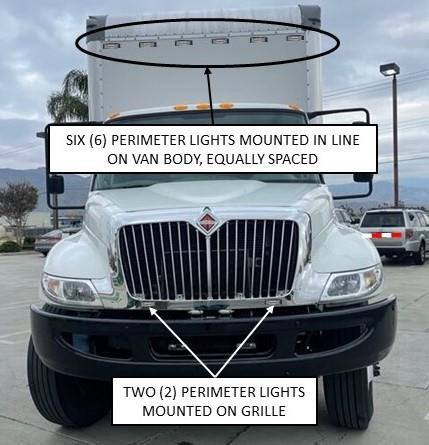 SIX (6) PERIMETER LIGHTS MOUNTED IN LINE
ON VAN BODY, EQUALLY SPACED
TWO (2) PERIMETER LIGHTS
MOUNTED ON GRILLE